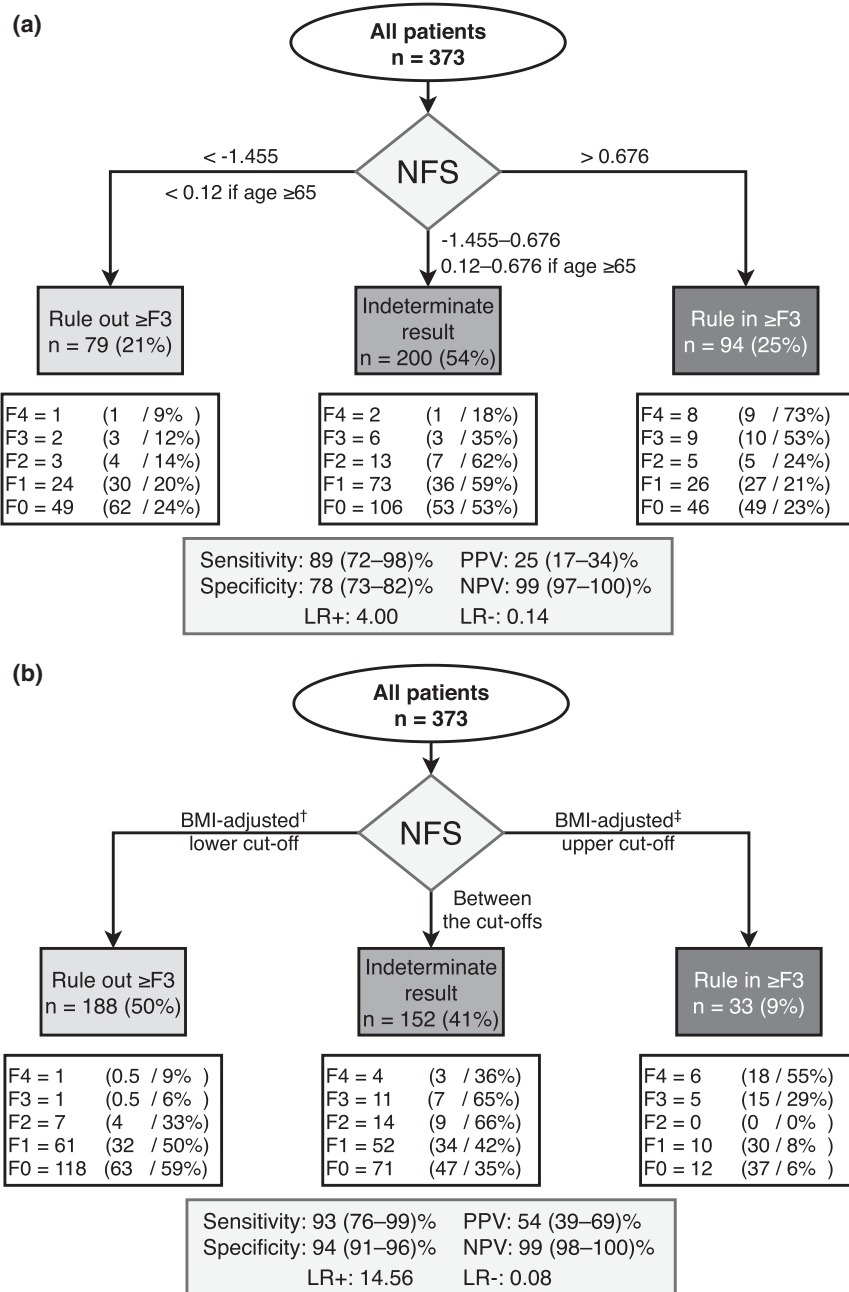 (a)
All patients
n = 373
NFS
< -1.455
< 0.12 if age ≥65
> 0.676
-1.455–0.676
0.12–0.676 if age ≥65
Rule out ≥F3
n = 79 (21%)
Indeterminate
result
n = 200 (54%)
Rule in ≥F3
n = 94 (25%)
F4 = 1 (1 / 9% )
F3 = 2 (3 / 12%)
F2 = 3 (4 / 14%)
F1 = 24 (30 / 20%)
F0 = 49 (62 / 24%)
F4 = 2 (1 / 18%)
F3 = 6 (3 / 35%)
F2 = 13 (7 / 62%)
F1 = 73 (36 / 59%)
F0 = 106 (53 / 53%)
F4 = 8 (9 / 73%)
F3 = 9 (10 / 53%)
F2 = 5 (5 / 24%)
F1 = 26 (27 / 21%)
F0 = 46 (49 / 23%)
Sensitivity: 89 (72–98)% PPV: 25 (17–34)%
Specificity: 78 (73–82)% NPV: 99 (97–100)%
LR+: 4.00 LR-: 0.14
(b)
All patients
n = 373
NFS
BMI-adjusted†
lower cut-off
BMI-adjusted‡
upper cut-off
Between
the cut-offs
Rule out ≥F3
n = 188 (50%)
Indeterminate
result
n = 152 (41%)
Rule in ≥F3
n = 33 (9%)
F4 = 1 (0.5 / 9% )
F3 = 1 (0.5 / 6% )
F2 = 7 (4 / 33%)
F1 = 61 (32 / 50%)
F0 = 118 (63 / 59%)
F4 = 4 (3 / 36%)
F3 = 11 (7 / 65%)
F2 = 14 (9 / 66%)
F1 = 52 (34 / 42%)
F0 = 71 (47 / 35%)
F4 = 6 (18 / 55%)
F3 = 5 (15 / 29%)
F2 = 0 (0 / 0% )
F1 = 10 (30 / 8% )
F0 = 12 (37 / 6% )
Sensitivity: 93 (76–99)% PPV: 54 (39–69)%
Specificity: 94 (91–96)% NPV: 99 (98–100)%
LR+: 14.56 LR-: 0.08